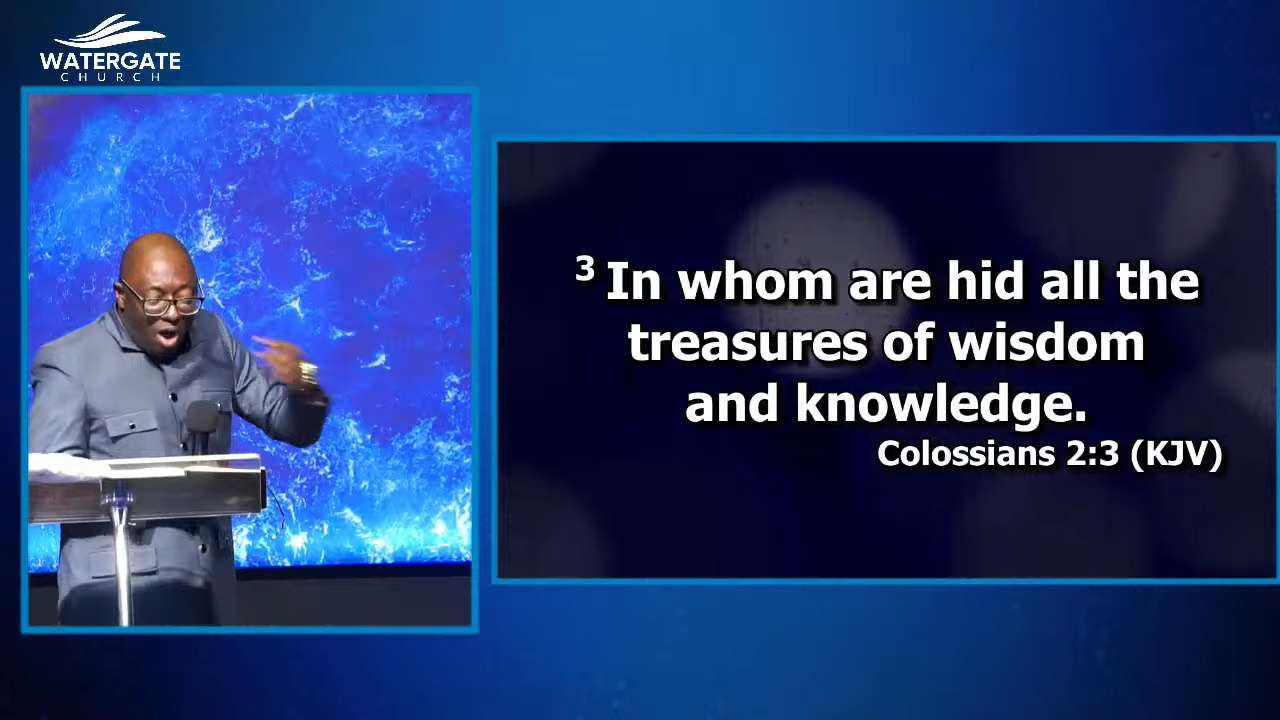 WATERGATE
CHURCH
3 In whom are hid all the
treasures of wisdom
and knowledge.
Colossians 2:3 (KJV)